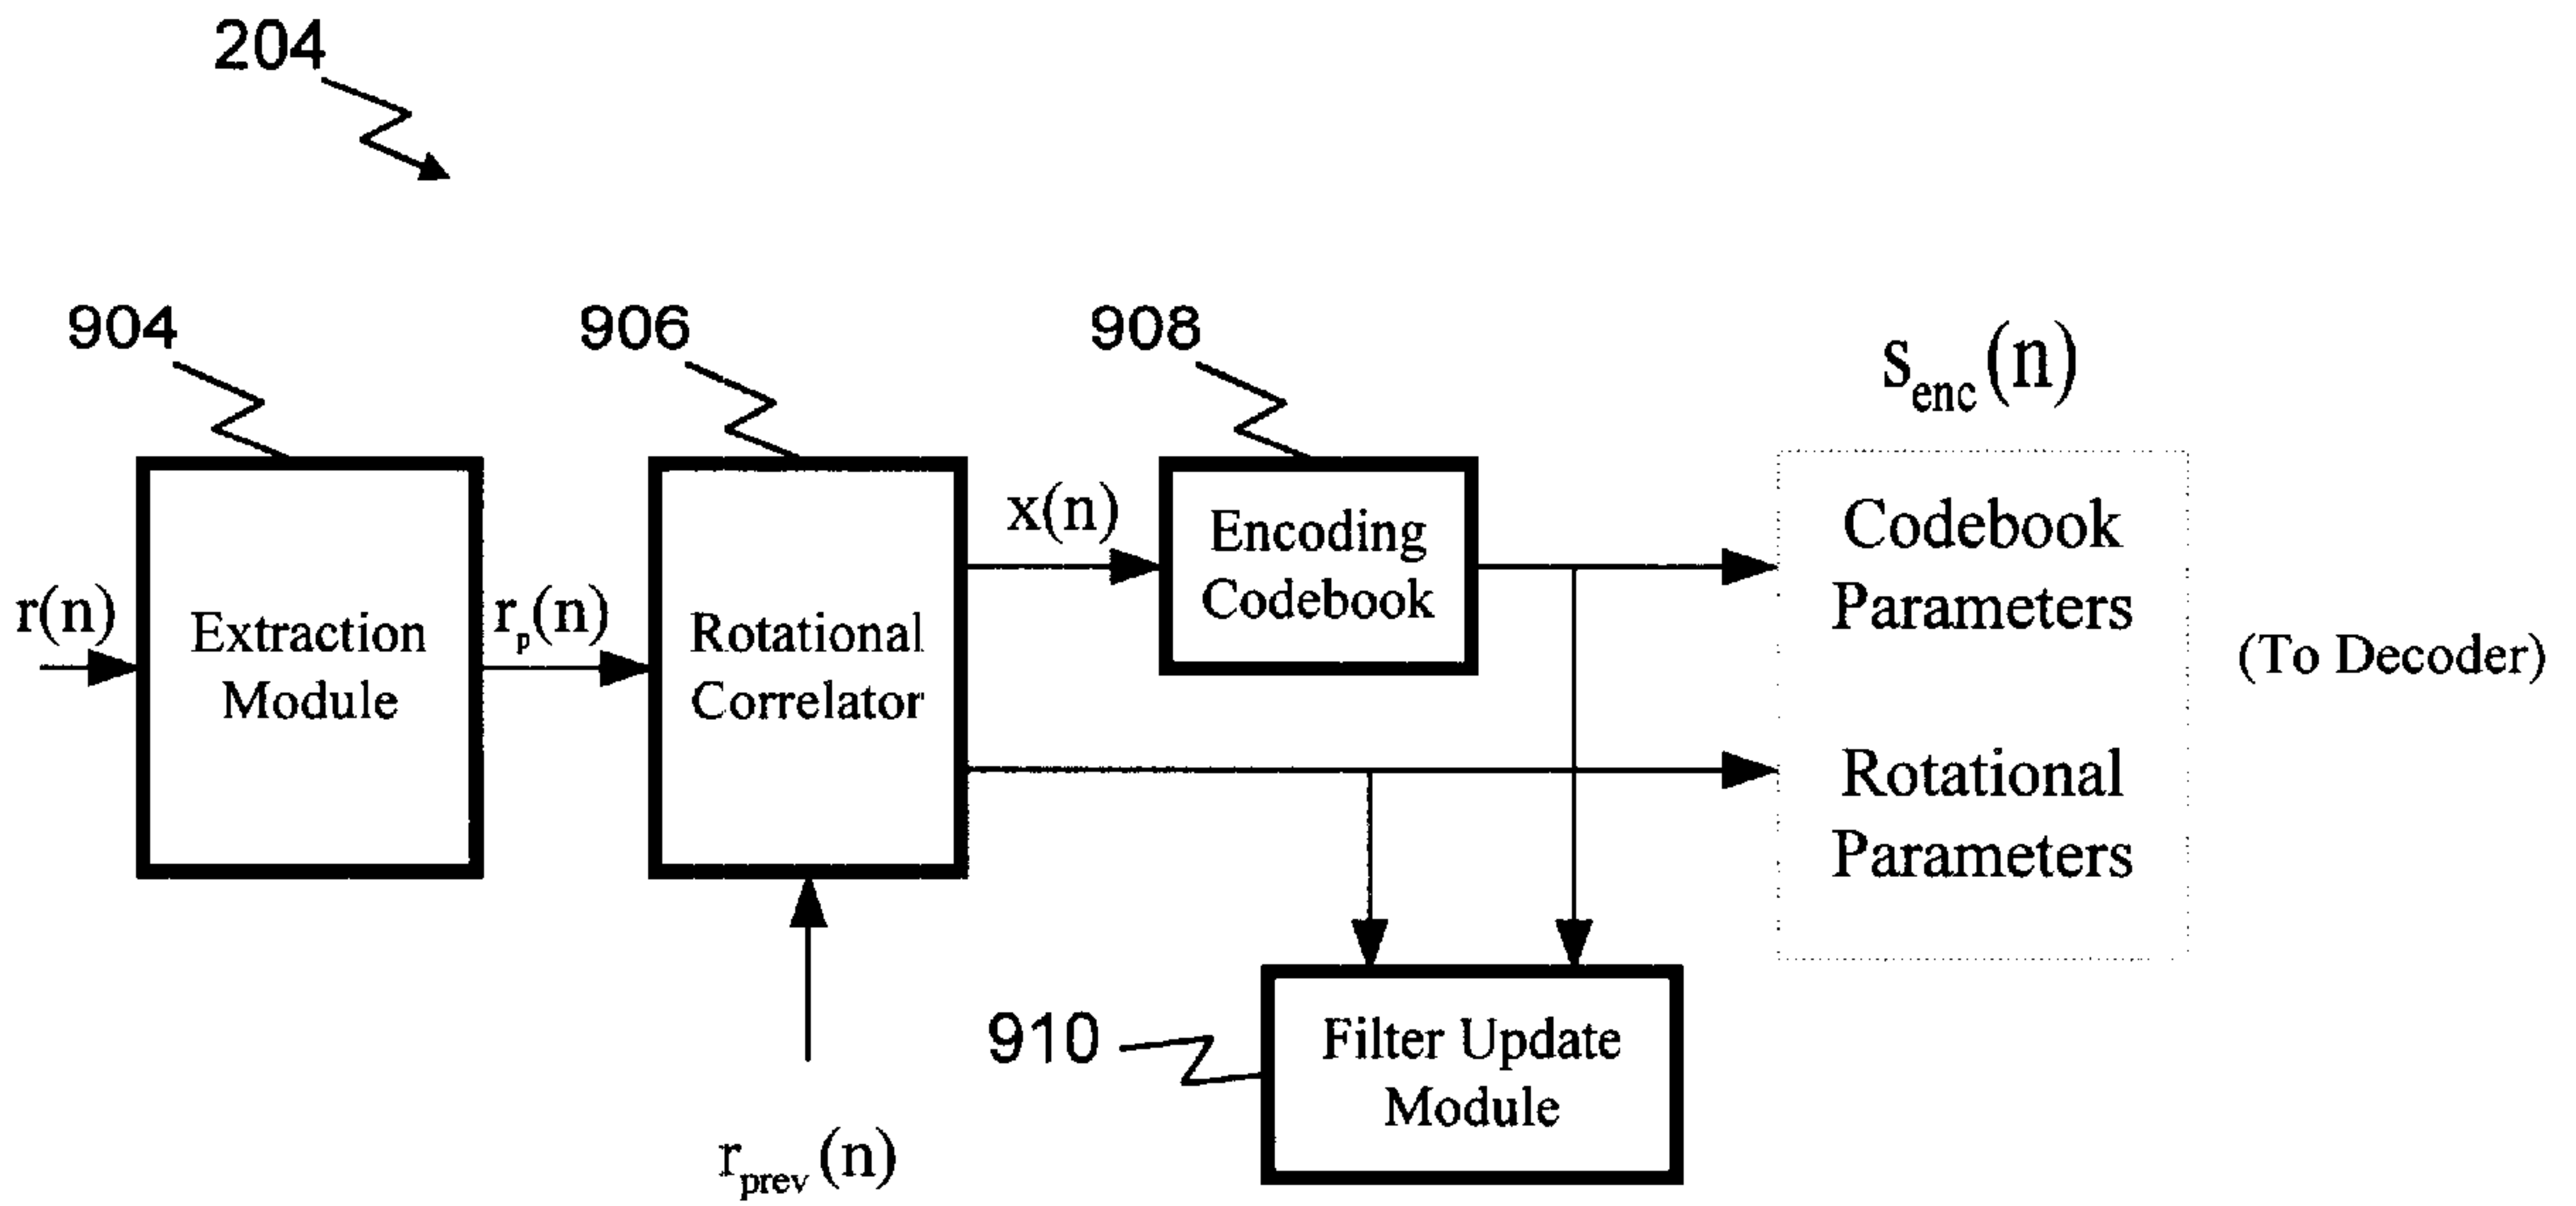 204
904
906
908
s_enc(n)
r(n)
Extraction
Module
r_p(n)
Rotational
Correlator
x(n)
Encoding
Codebook
Codebook
Parameters
Rotational
Parameters
(To Decoder)
910
Filter Update
Module
r_prev(n)